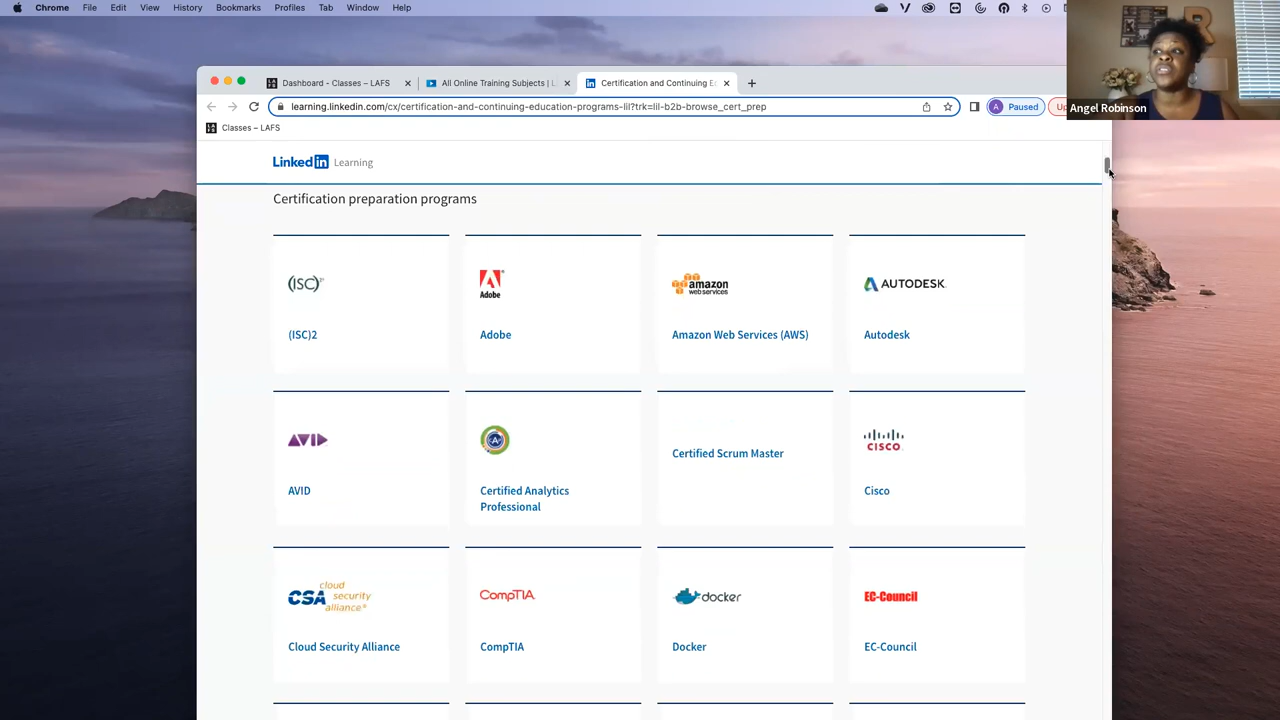 Chrome File Edit View History Bookmarks Profiles Tab Window Help
Dashboard - Classes – LAFS
All Online Training Subjects
Certification and Continuing E
learning.linkedin.com/cx/certification-and-continuing-education-programs-lil?trk=lil-b2b-browse_cert_prep
A Paused
Angel Robinson
Classes – LAFS
Linked in Learning
Certification preparation programs
(ISC)²
Adobe
amazon
web services
AUTODESK
(ISC)2
Adobe
Amazon Web Services (AWS)
Autodesk
AVID
CISCO
Certified Scrum Master
AVID
Certified Analytics
Professional
Cisco
CSA cloud
security
alliance®
CompTIA
docker
EC-Council
Cloud Security Alliance
CompTIA
Docker
EC-Council